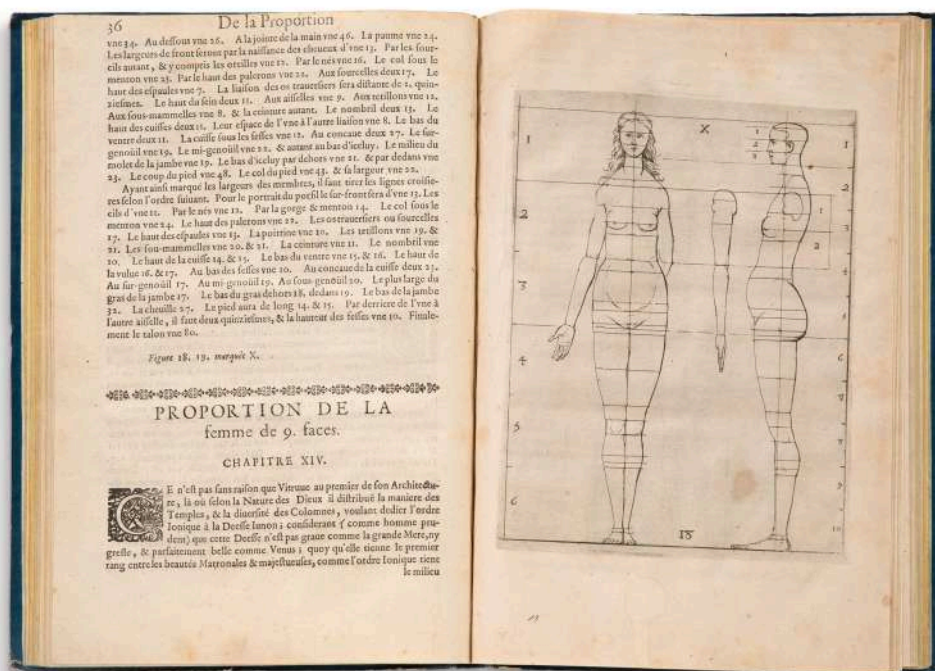 36
De la Proportion
vne 34. Au dessous vne 26. A la jointe de la main vne 46. La paume vne 24.
Les largeurs de front seront par la naissance des cheueux d'vne 13. Par les sour-
cils autant, & y compris les oreilles vne 12. Par le nés vne 16. Le col sous le
menton vne 23. Par le haut des palerons vne 22. Aux sourcelles deux 17. Le
haut des espaules vne 7. La liaison des os trauersiers sera distante de 2. quin-
ziesmes. Le haut du sein deux 11. Aux aisselles vne 9. Aux tetillons vne 12.
Aux sous-mammelles vne 8. & la ceinture autant. Le nombril deux 13. Le
haut des cuisses deux 11. Leur espace de l'vne à l'autre liaison vne 8. Le bas du
ventre deux 11. La cuisse sous les fesses vne 12. Au concaue deux 27. Le sur-
genoüil vne 19. Le mi-genoüil vne 22. & autant au bas d'iceluy. Le milieu du
molet de la jambe vne 19. Le bas d'iceluy par dehors vne 21. & par dedans vne
23. Le coup du pied vne 48. Le col du pied vne 43. & sa largeur vne 22.
Ayant ainsi marqué les largeurs des membres, il faut tirer les lignes croisie-
res selon l'ordre suiuant. Pour le portrait du porfil le sur-front sera d'vne 13. Les
cils d'vne 11. Par le nés vne 12. Par la gorge & menton 14. Le col sous le
menton vne 24. Le haut des palerons vne 22. Les os trauersiers ou sourcelles
17. Le haut des espaules vne 13. La poitrine vne 10. Les tetillons vne 19. &
21. Les sou-mammelles vne 20. & 21. La ceinture vne 11. Le nombril vne
10. Le haut de la cuisse 14. & 15. Le bas du ventre vne 15. & 16. Le haut de
la vulue 16. & 17. Au bas des fesses vne 20. Au concaue de la cuisse deux 23.
Au sur-genoüil 17. Au mi-genoüil 19. Au sous-genoüil 20. Le plus large du
gras de la jambe 17. Le bas du gras dehors 18. dedans 19. Le bas de la jambe
32. La cheuille 27. Le pied aura de long 14. & 15. Par derriere de l'vne à
l'autre aisselle, il faut deux quinziesmes, & la hauteur des fesses vne 10. Finale-
ment le talon vne 80.
Figure 18. 19. marquée X.
PROPORTION DE LA
femme de 9. faces.
CHAPITRE XIV.
CE n'est pas sans raison que Vitruue au premier de son Architectu-
re, là où selon la Nature des Dieux il distribuë la maniere des
Temples, & la diuersité des Colomnes, voulant dedier l'ordre
Ionique à la Deesse Iunon; considerant (comme homme pru-
dent) que cette Deesse n'est pas graue comme la grande Mere, ny
gresle, & parfaitement belle comme Venus; quoy qu'elle tienne le premier
rang entre les beautés Matronales & majestueuses, comme l'ordre Ionique tient
le milieu
X
1
2
3
4
5
6
18
1
2
3
1
2
3
4
5
6
7
8
9
10
1
2
19